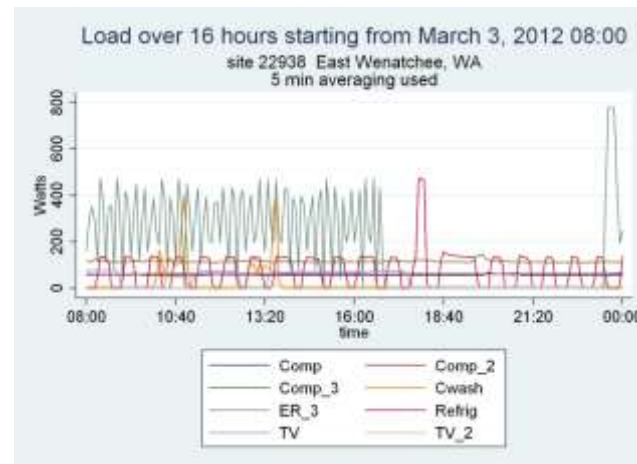 Load over 16 hours starting from March 3, 2012 08:00
site 22938 East Wenatchee, WA
5 min averaging used
800
600
400
200
0
Watts
08:00 10:40 13:20 16:00 18:40 21:20 00:00
time
Comp Comp_2
Comp_3 Cwash
ER_3 Refrig
TV TV_2